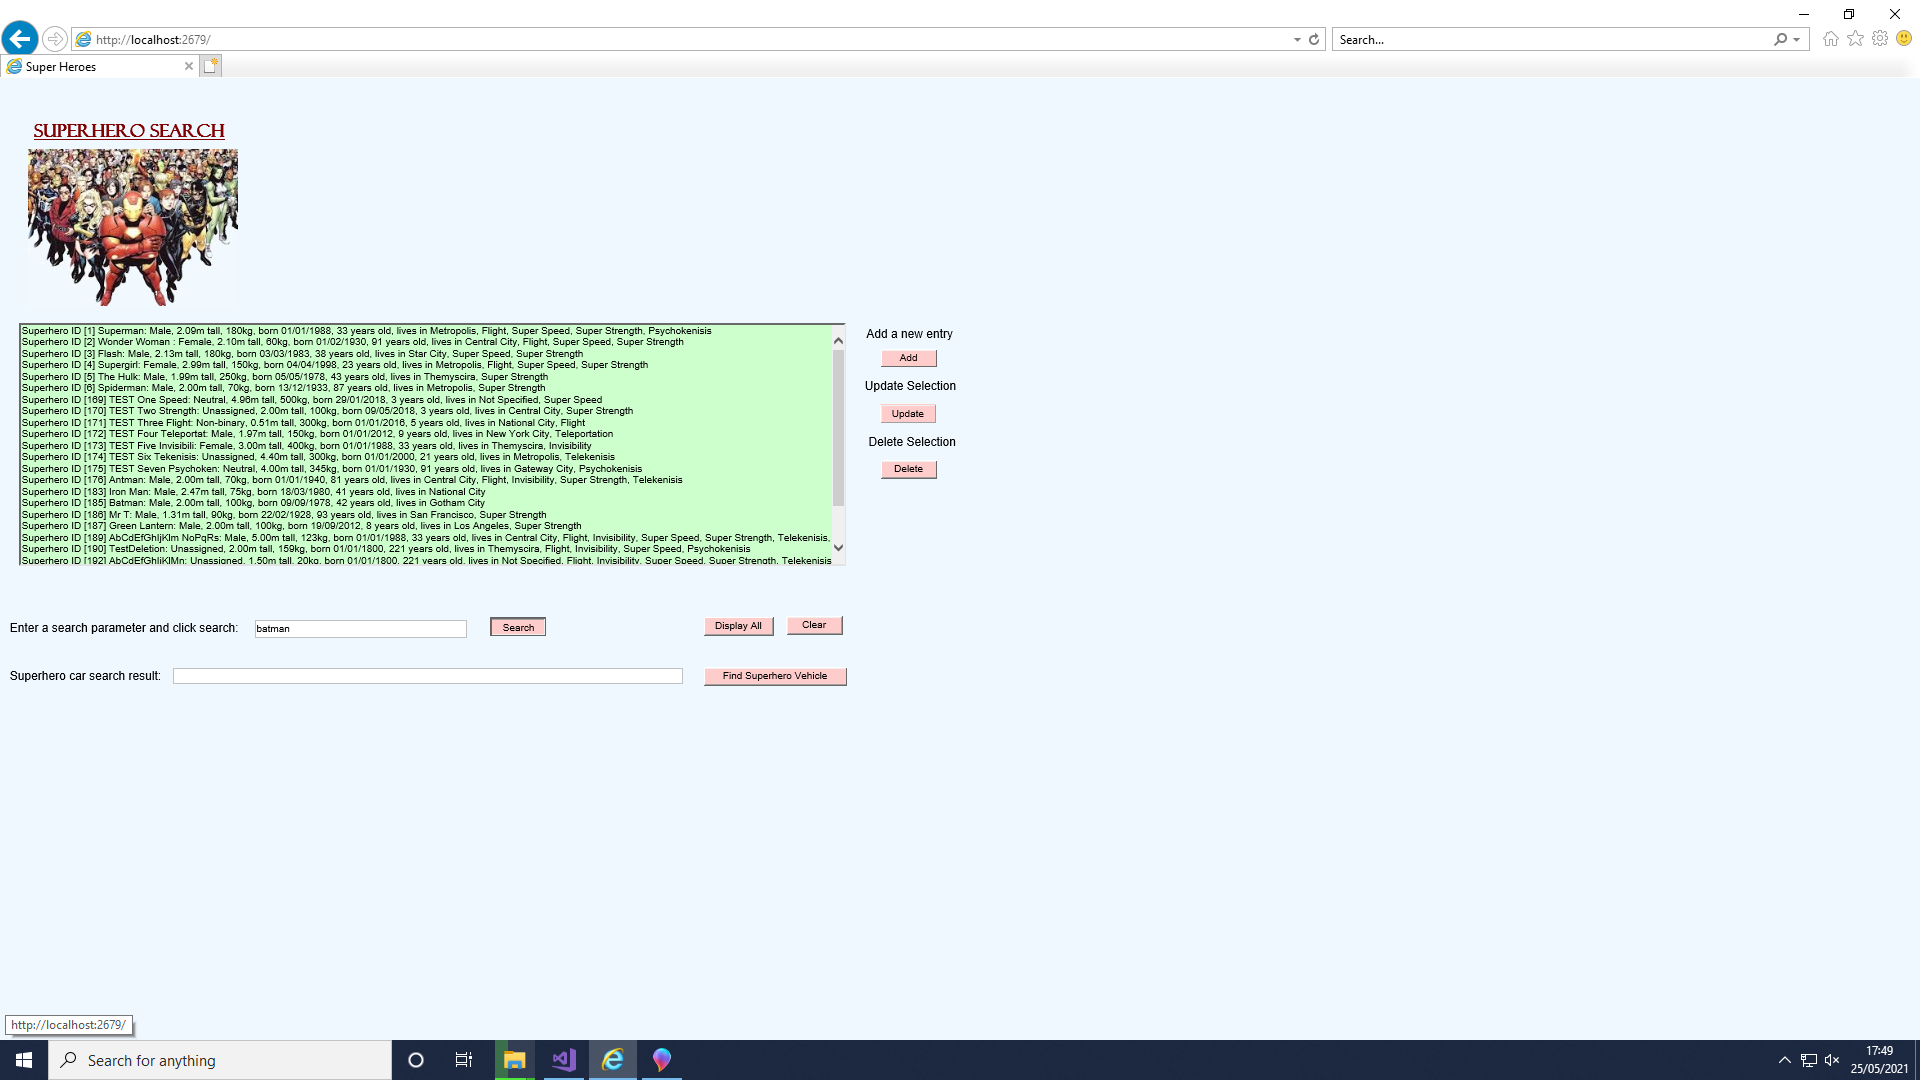 http://localhost:2679/
Search...
Super Heroes
SUPERHERO SEARCH
Superhero ID [1] Superman: Male, 2.09m tall, 180kg, born 01/01/1988, 33 years old, lives in Metropolis, Flight, Super Speed, Super Strength, Psychokenisis
Superhero ID [2] Wonder Woman : Female, 2.10m tall, 60kg, born 01/02/1930, 91 years old, lives in Central City, Flight, Super Speed, Super Strength
Superhero ID [3] Flash: Male, 2.13m tall, 180kg, born 03/03/1983, 38 years old, lives in Star City, Super Speed, Super Strength
Superhero ID [4] Supergirl: Female, 2.99m tall, 150kg, born 04/04/1998, 23 years old, lives in Metropolis, Flight, Super Speed, Super Strength
Superhero ID [5] The Hulk: Male, 1.99m tall, 250kg, born 05/05/1978, 43 years old, lives in Themyscira, Super Strength
Superhero ID [6] Spiderman: Male, 2.00m tall, 70kg, born 13/12/1933, 87 years old, lives in Metropolis, Super Strength
Superhero ID [169] TEST One Speed: Neutral, 4.96m tall, 500kg, born 29/01/2018, 3 years old, lives in Not Specified, Super Speed
Superhero ID [170] TEST Two Strength: Unassigned, 2.00m tall, 100kg, born 09/05/2018, 3 years old, lives in Central City, Super Strength
Superhero ID [171] TEST Three Flight: Non-binary, 0.51m tall, 300kg, born 01/01/2016, 5 years old, lives in National City, Flight
Superhero ID [172] TEST Four Teleportat: Male, 1.97m tall, 150kg, born 01/01/2012, 9 years old, lives in New York City, Teleportation
Superhero ID [173] TEST Five Invisibili: Female, 3.00m tall, 400kg, born 01/01/1988, 33 years old, lives in Themyscira, Invisibility
Superhero ID [174] TEST Six Tekenisis: Unassigned, 4.40m tall, 300kg, born 01/01/2000, 21 years old, lives in Metropolis, Telekenisis
Superhero ID [175] TEST Seven Psychoken: Neutral, 4.00m tall, 345kg, born 01/01/1930, 91 years old, lives in Gateway City, Psychokenisis
Superhero ID [176] Antman: Male, 2.00m tall, 70kg, born 01/01/1940, 81 years old, lives in Central City, Flight, Invisibility, Super Strength, Telekenisis
Superhero ID [183] Iron Man: Male, 2.47m tall, 75kg, born 18/03/1980, 41 years old, lives in National City
Superhero ID [185] Batman: Male, 2.00m tall, 100kg, born 09/09/1978, 42 years old, lives in Gotham City
Superhero ID [186] Mr T: Male, 1.31m tall, 90kg, born 22/02/1928, 93 years old, lives in San Francisco, Super Strength
Superhero ID [187] Green Lantern: Male, 2.00m tall, 100kg, born 19/09/2012, 8 years old, lives in Los Angeles, Super Strength
Superhero ID [189] AbCdEfGhIjKlm NoPqRs: Male, 5.00m tall, 123kg, born 01/01/1988, 33 years old, lives in Central City, Flight, Invisibility, Super Speed, Super Strength, Telekenisis,
Superhero ID [190] TestDeletion: Unassigned, 2.00m tall, 159kg, born 01/01/1800, 221 years old, lives in Themyscira, Flight, Invisibility, Super Speed, Psychokenisis
Superhero ID [192] AbCdEfGhIjKlMn: Unassigned, 1.50m tall, 20kg, born 01/01/1800, 221 years old, lives in Not Specified, Flight, Invisibility, Super Speed, Super Strength, Telekenisis
Add a new entry
Add
Update Selection
Update
Delete Selection
Delete
Enter a search parameter and click search: batman Search Display All Clear
Superhero car search result: Find Superhero Vehicle
http://localhost:2679/
Search for anything
17:49
25/05/2021